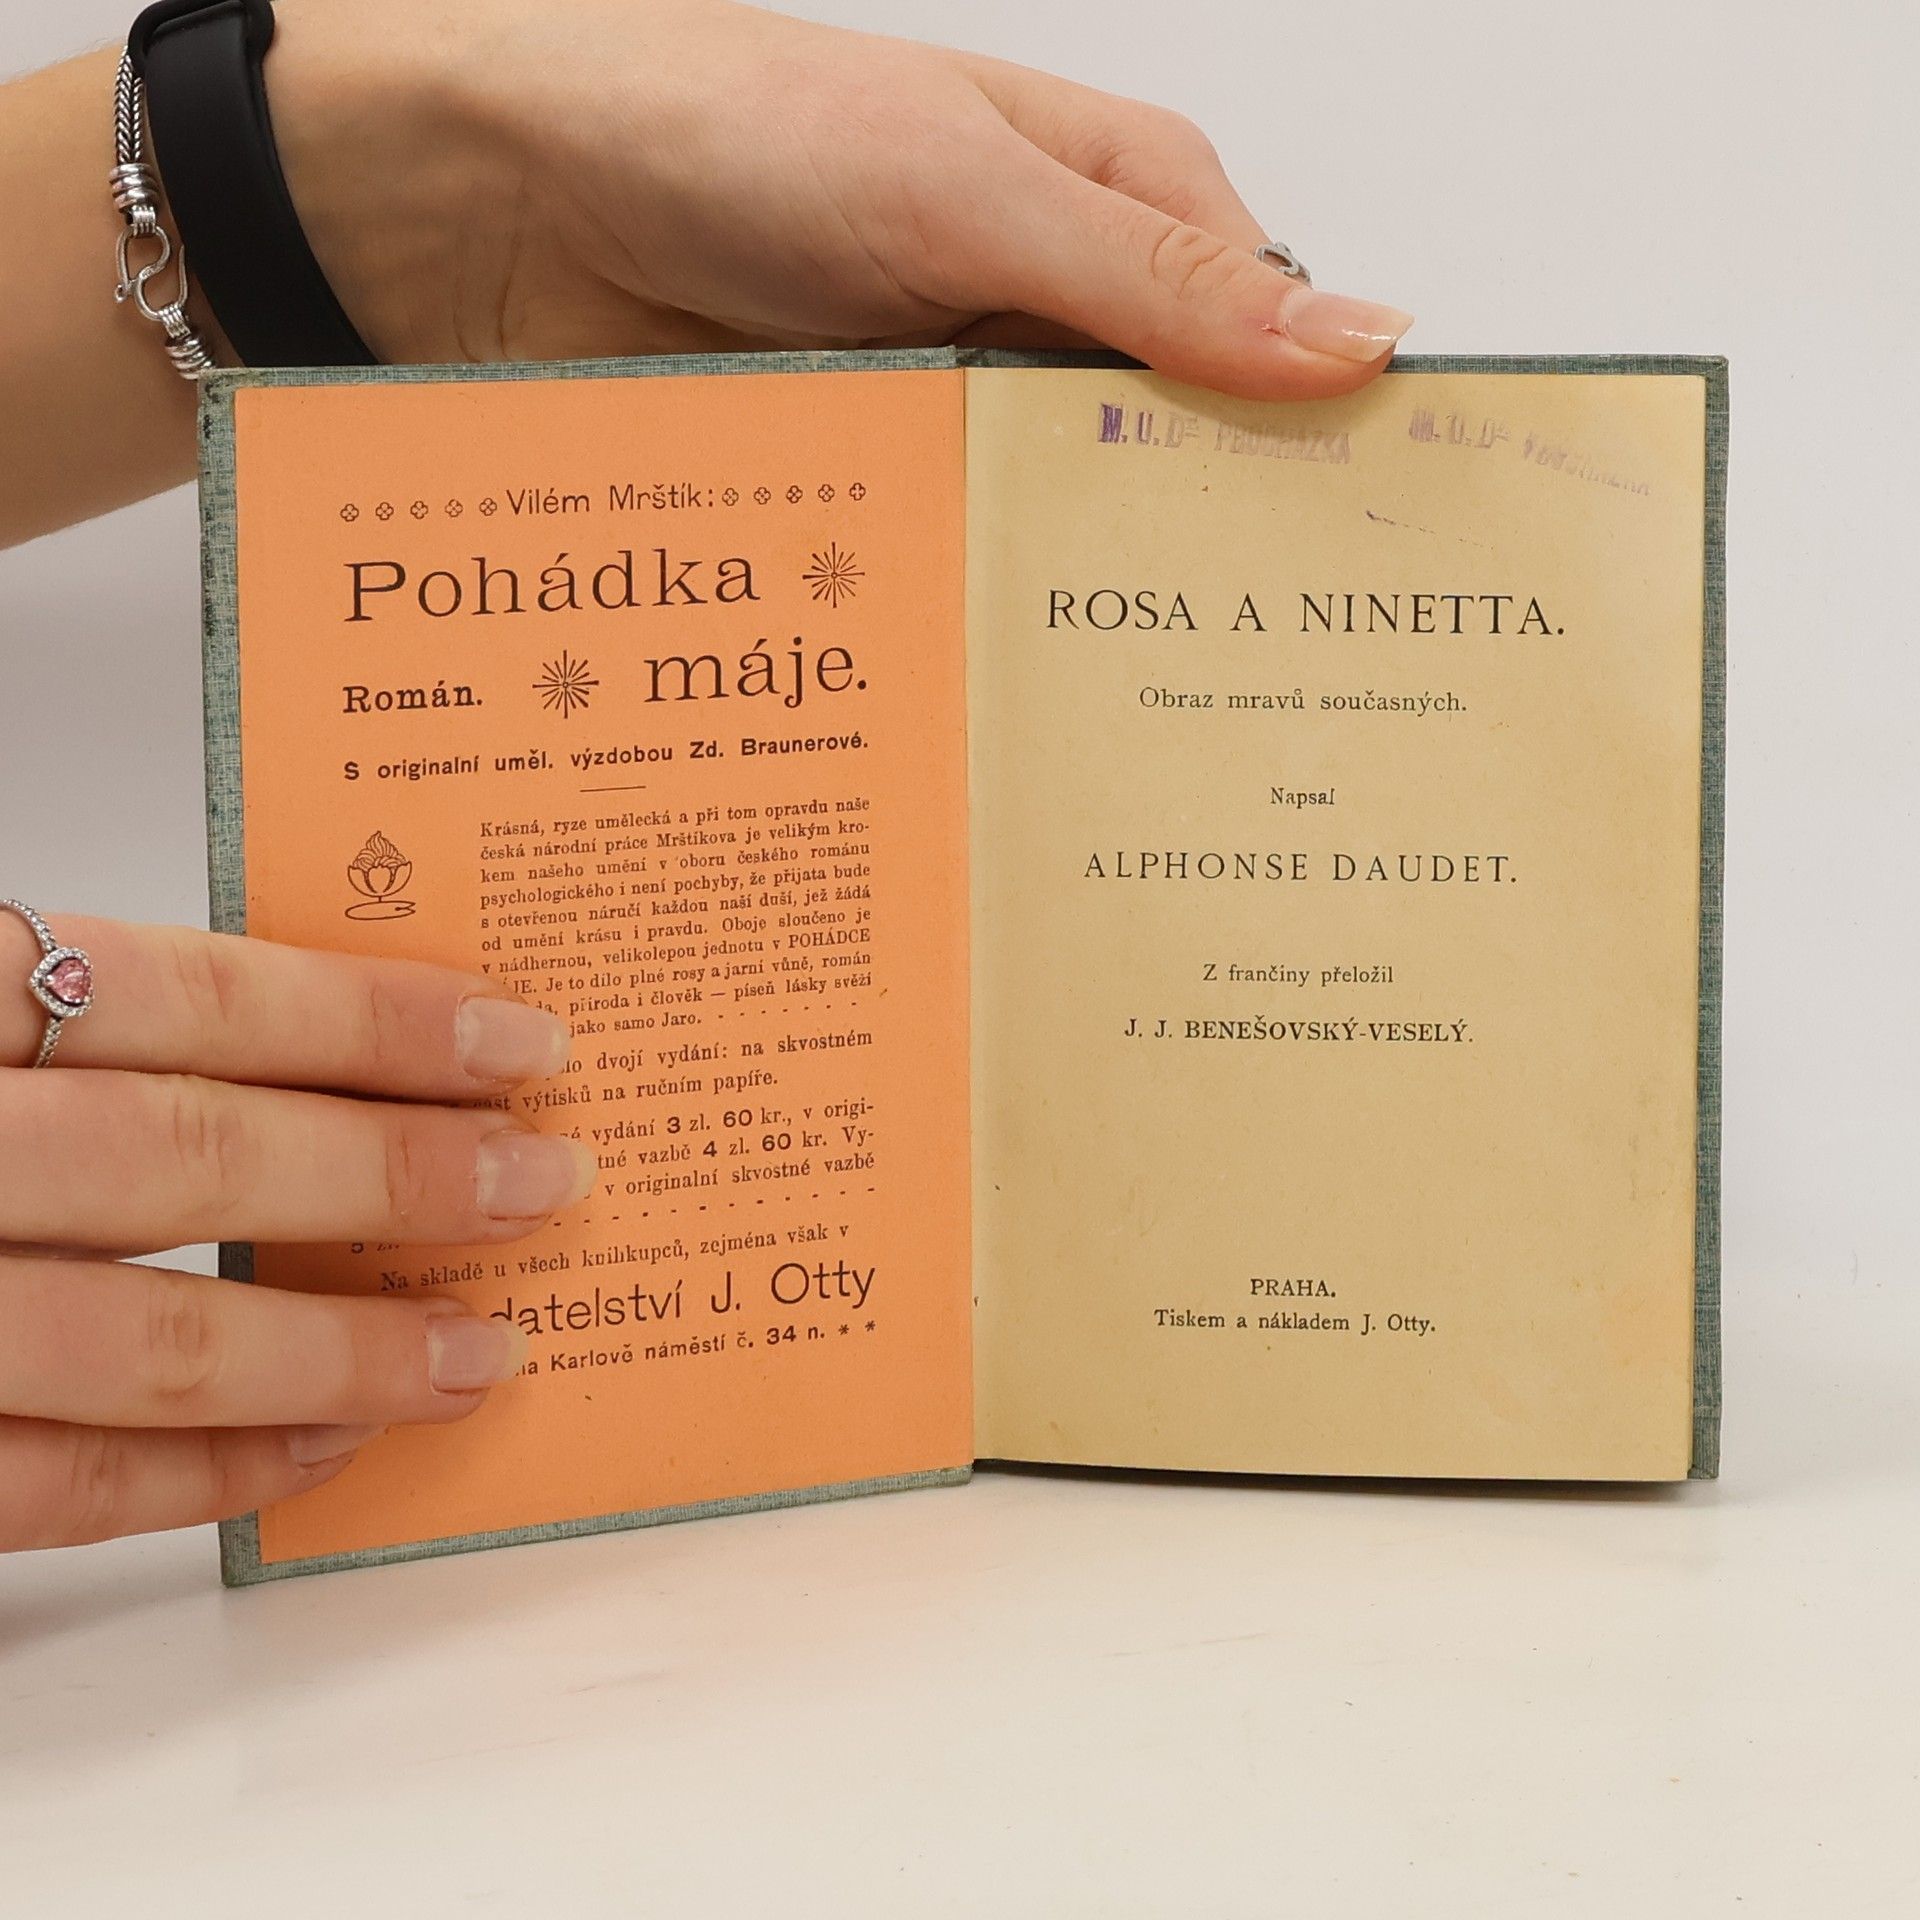 Vilém Mrštík:
Pohádka
máje.
Román.
S originalní uměl. výzdobou Zd. Braunerové.
Krásná, ryze umělecká a při tom opravdu naše
česká národní práce Mrštíkova je velikým kro-
kem našeho umění v oboru českého románu
psychologického i není pochyby, že přijata bude
s otevřenou náručí každou naší duší, jež žádá
od umění krásu i pravdu. Oboje sloučeno je
v nádhernou, velikolepou jednotu v POHÁDCE
JE. Je to dílo plné rosy a jarní vůně, román
příroda i člověk — píseň lásky svěží
jako samo Jaro. - - - - - -
dvojí vydání: na skvostném
výtisků na ručním papíře.
vydání 3 zl. 60 kr., v origi-
tné vazbě 4 zl. 60 kr. Vy-
v originalní skvostné vazbě
5
Na skladě u všech knihkupců, zejména však v
datelství J. Otty
na Karlově náměstí č. 34 n. * *
M. U. Dr. PROCHÁZKA M. U. Dr. PROCHÁZKA
ROSA A NINETTA.
Obraz mravů současných.
Napsal
ALPHONSE DAUDET.
Z frančiny přeložil
J. J. BENEŠOVSKÝ-VESELÝ.
PRAHA.
Tiskem a nákladem J. Otty.